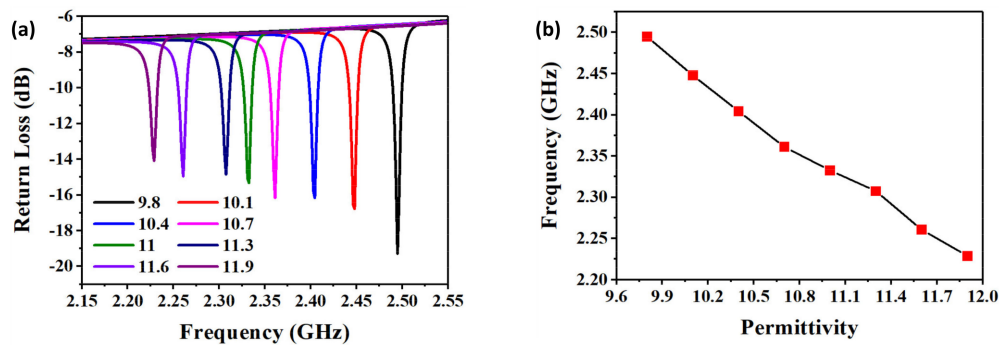 (a)
Return Loss (dB)
-6
-8
-10
-12
-14
-16
-18
-20
9.8 10.1
10.4 10.7
11 11.3
11.6 11.9
2.15 2.20 2.25 2.30 2.35 2.40 2.45 2.50 2.55
Frequency (GHz)
(b)
Frequency (GHz)
2.50
2.45
2.40
2.35
2.30
2.25
2.20
9.6 9.9 10.2 10.5 10.8 11.1 11.4 11.7 12.0
Permittivity